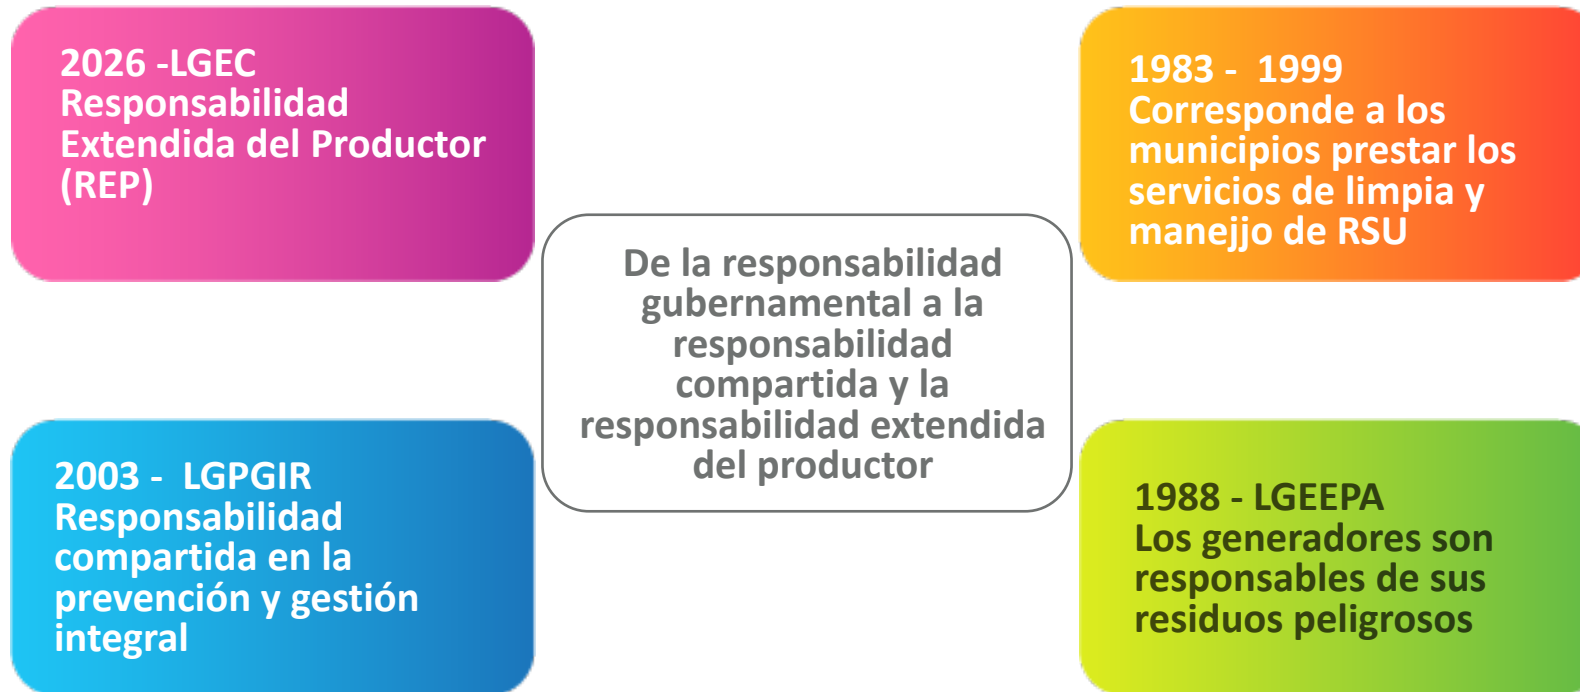 2026 -LGEC
Responsabilidad
Extendida del Productor
(REP)
1983 - 1999
Corresponde a los
municipios prestar los
servicios de limpia y
manejjo de RSU
De la responsabilidad
gubernamental a la
responsabilidad
compartida y la
responsabilidad extendida
del productor
2003 - LGPGIR
Responsabilidad
compartida en la
prevención y gestión
integral
1988 - LGEEPA
Los generadores son
responsables de sus
residuos peligrosos